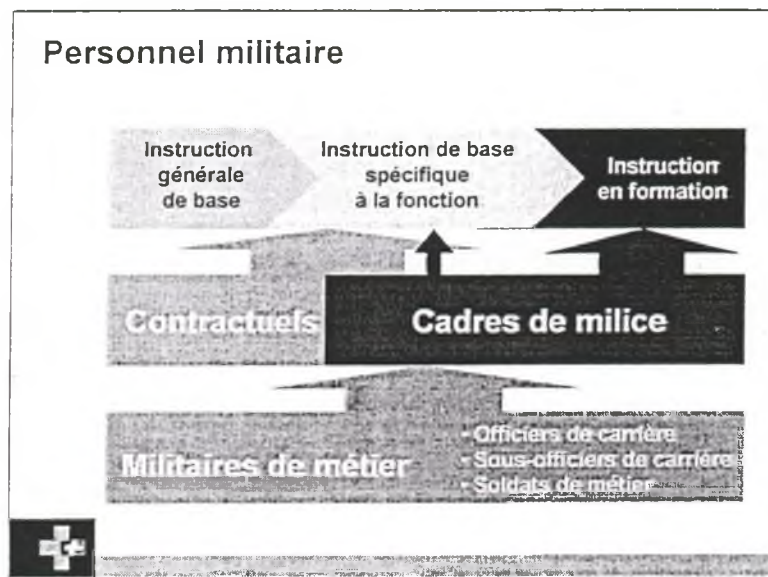 Personnel militaire
Instruction
générale
de base
Instruction de base
spécifique
à la fonction
Instruction
en formation
Contractuels
Cadres de milice
Militaires de métier
- Officiers de carrière
- Sous-officiers de carrière
- Soldats de métier